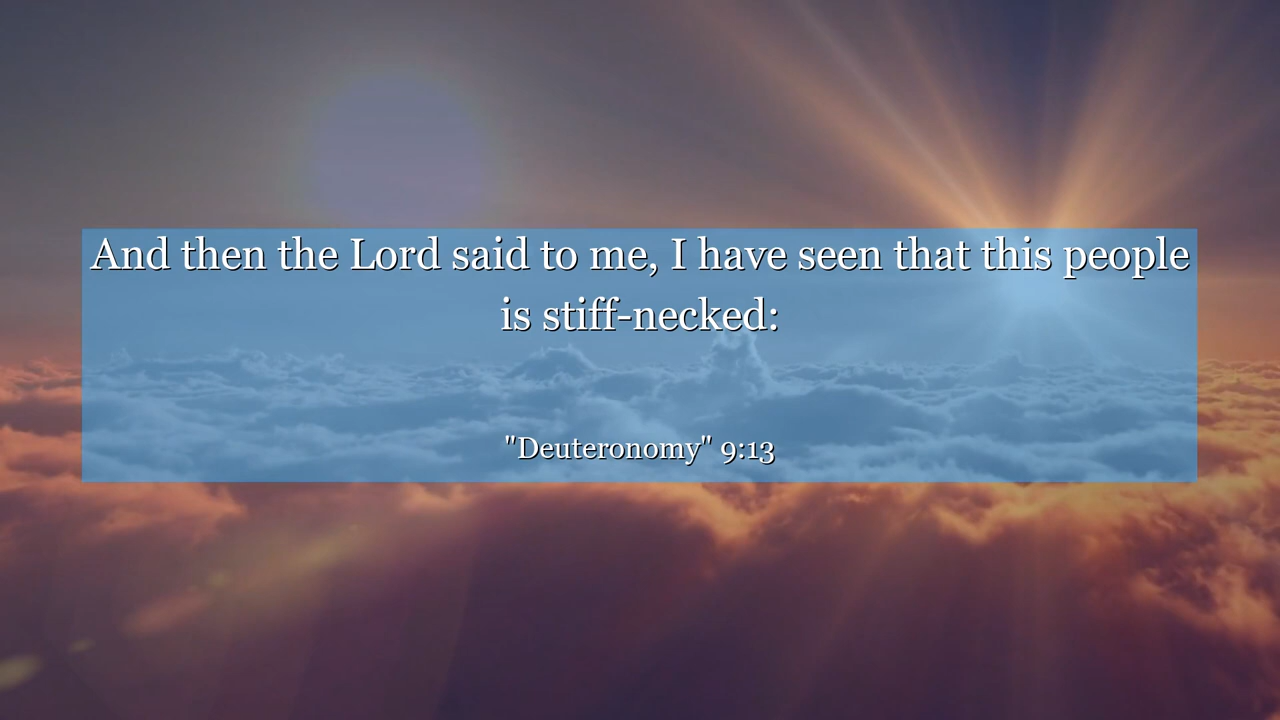 And then the Lord said to me, I have seen that this people
is stiff-necked:
"Deuteronomy" 9:13